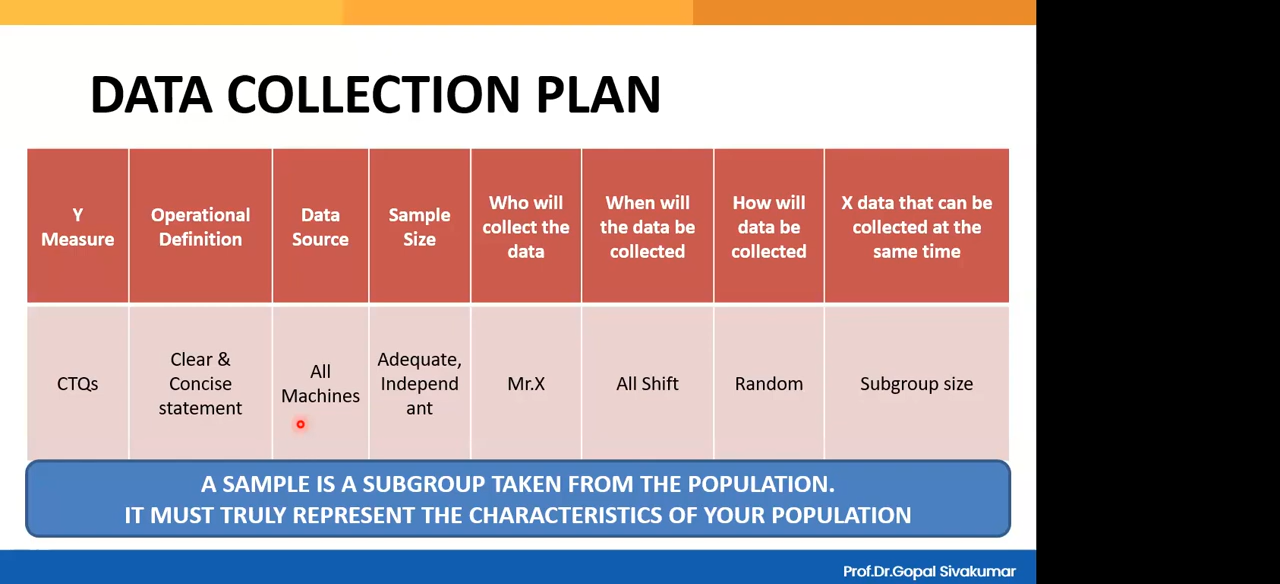 DATA COLLECTION PLAN
Y
Measure
Operational
Definition
Data
Source
Sample
Size
Who will
collect the
data
When will
the data be
collected
How will
data be
collected
X data that can be
collected at the
same time
CTQs
Clear &
Concise
statement
All
Machines
Adequate,
Independ
ant
Mr.X
All Shift
Random
Subgroup size
A SAMPLE IS A SUBGROUP TAKEN FROM THE POPULATION.
IT MUST TRULY REPRESENT THE CHARACTERISTICS OF YOUR POPULATION
Prof.Dr.Gopal Sivakumar